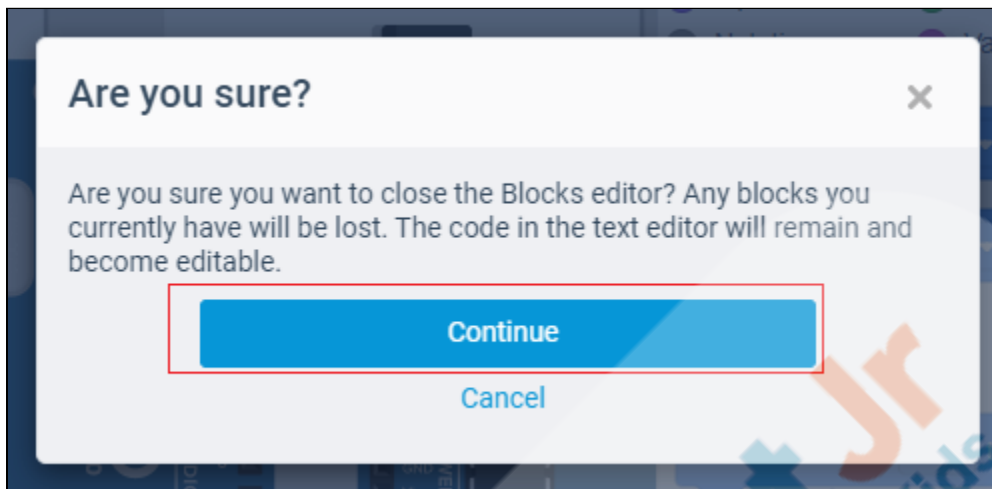 Are you sure?
Are you sure you want to close the Blocks editor? Any blocks you
currently have will be lost. The code in the text editor will remain and
become editable.
Continue
Cancel
Jr